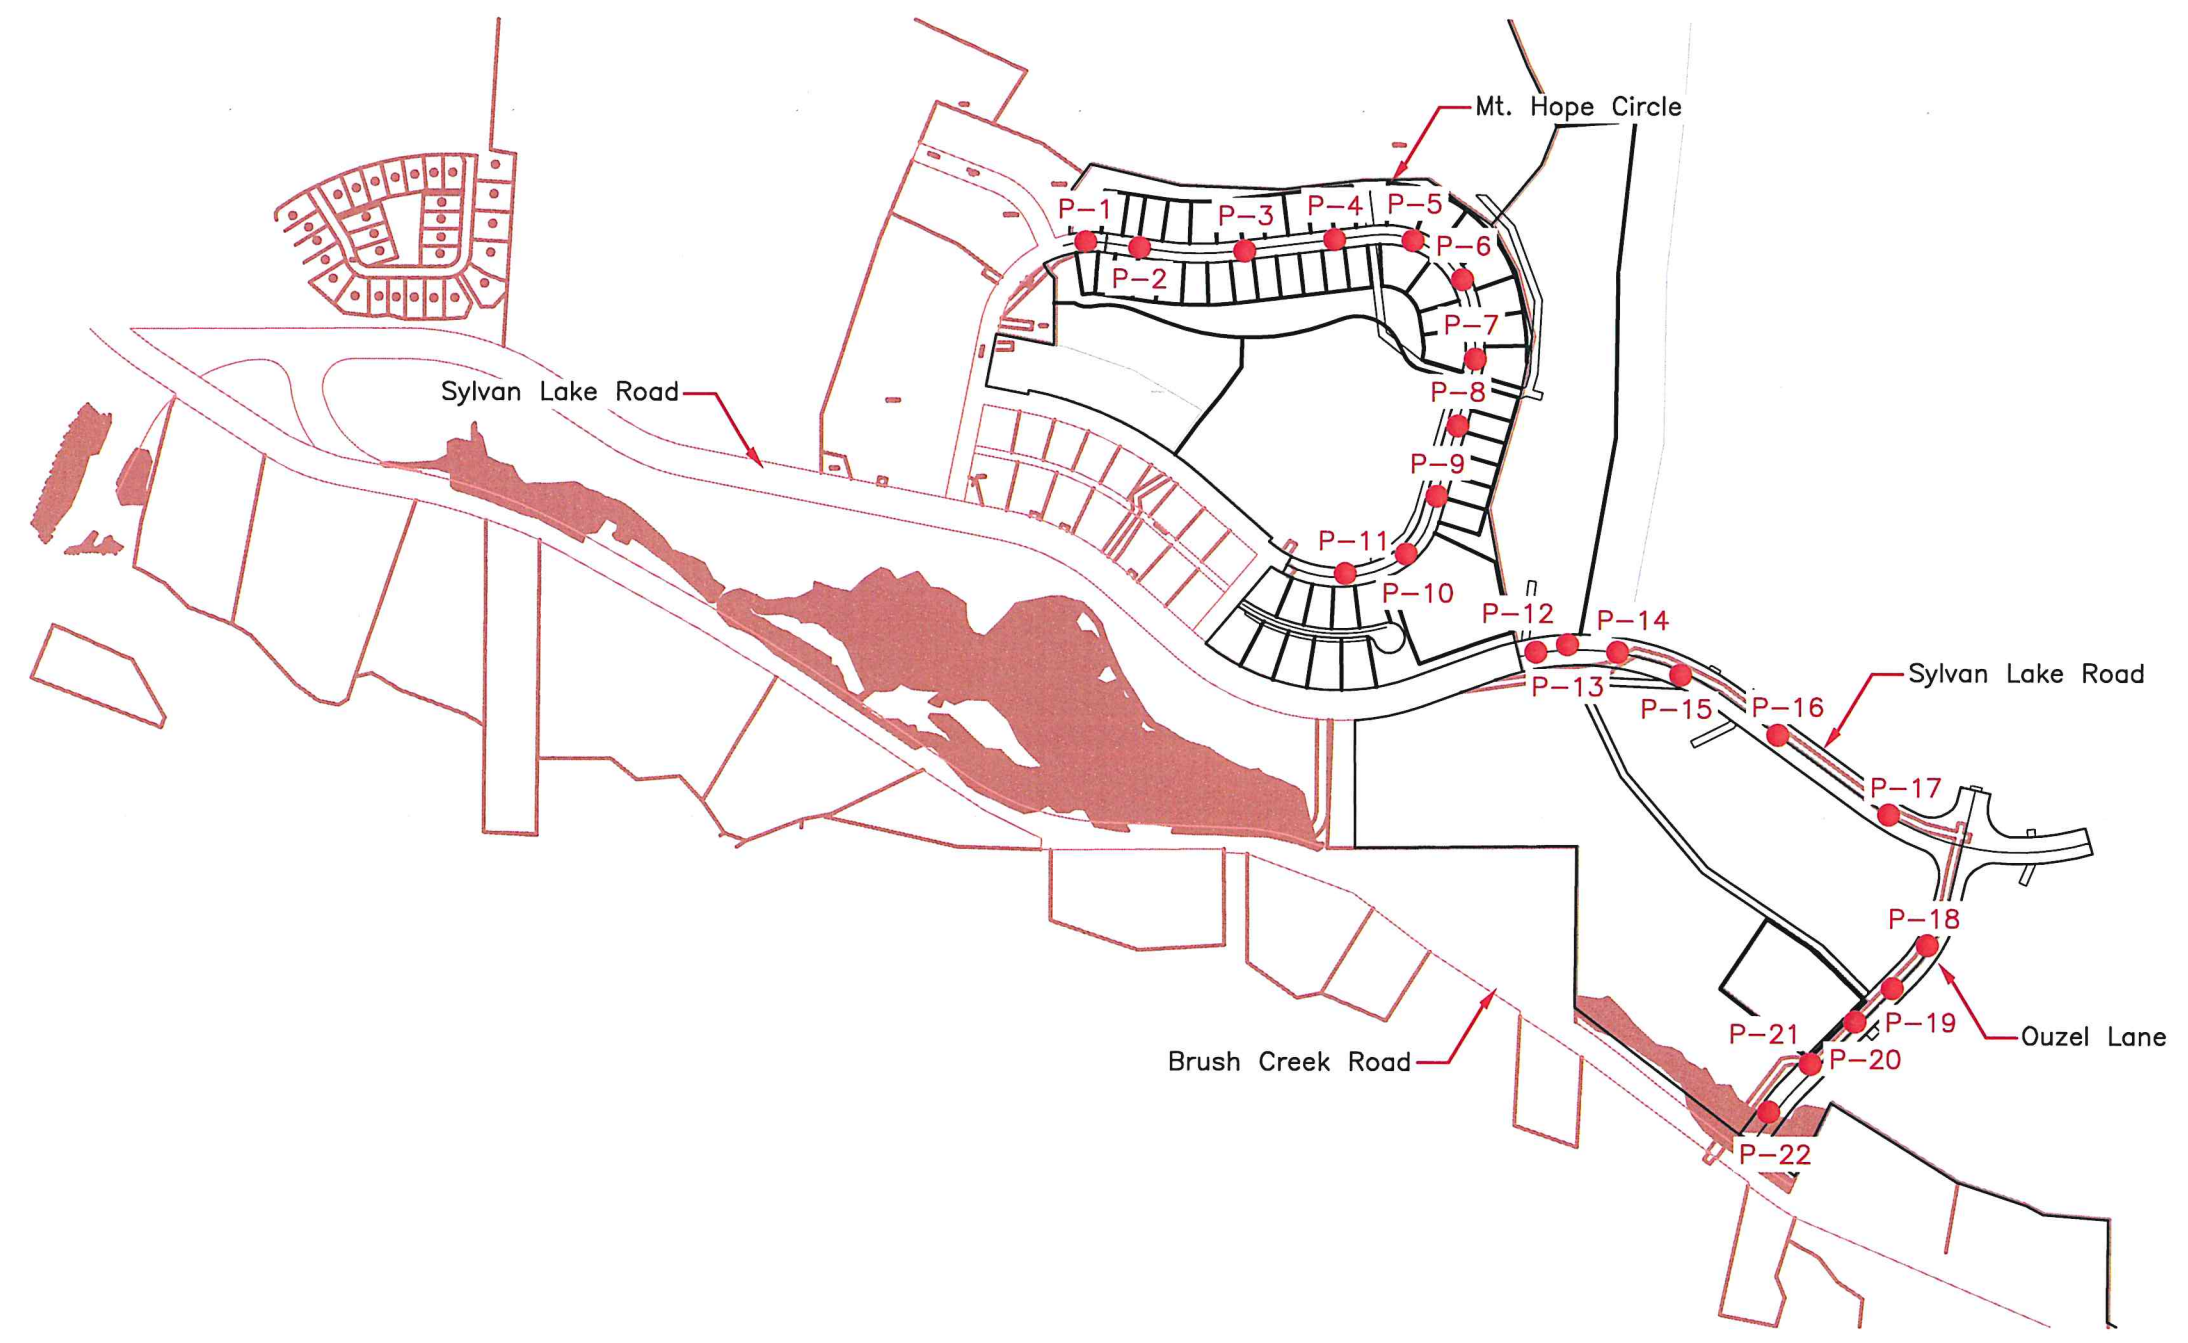 Mt. Hope Circle
P-1
P-3
P-4
P-5
P-6
P-2
P-7
Sylvan Lake Road
P-8
P-9
P-11
P-10
P-12
P-14
P-13
Sylvan Lake Road
P-15
P-16
P-17
P-18
P-21
P-19
Ouzel Lane
Brush Creek Road
P-20
P-22